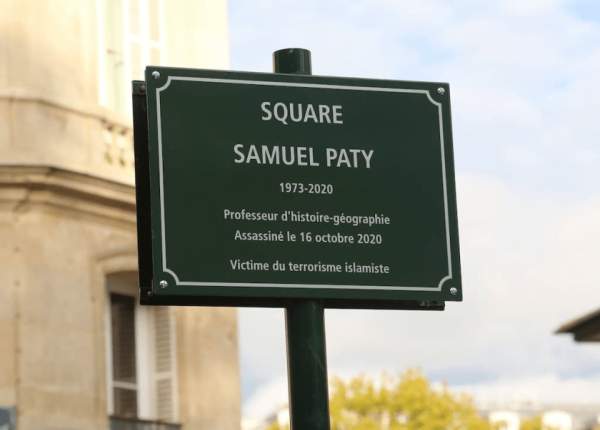 SQUARE
SAMUEL PATY
1973-2020
Professeur d'histoire-géographie
Assassiné le 16 octobre 2020
Victime du terrorisme islamiste